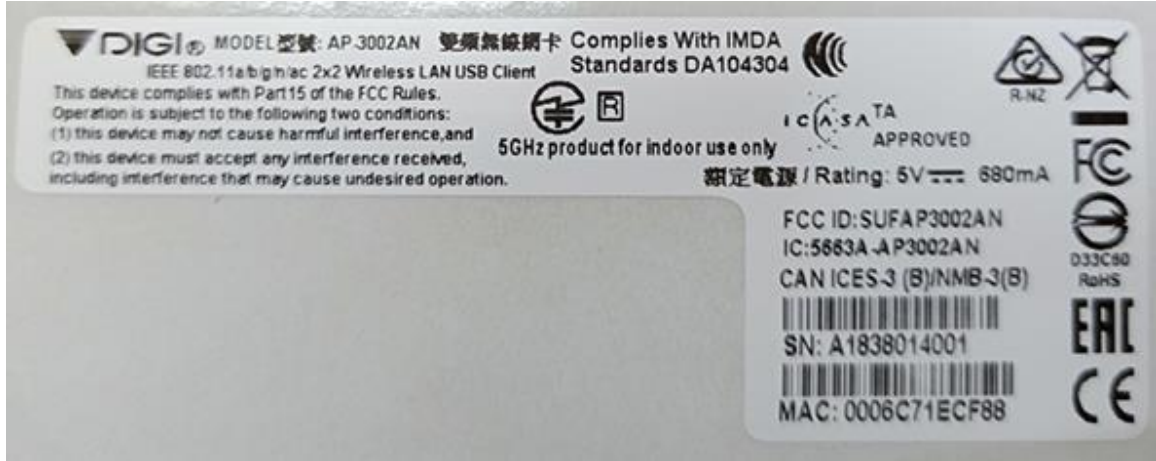 DIGI ® MODEL型號: AP-3002AN 雙頻無線網卡
IEEE 802.11a/b/g/n/ac 2x2 Wireless LAN USB Client
This device complies with Part 15 of the FCC Rules.
Operation is subject to the following two conditions:
(1) this device may not cause harmful interference,and
(2) this device must accept any interference received,
including interference that may cause undesired operation.
Complies With IMDA
Standards DA104304
R
5GHz product for indoor use only
ICASA TA
APPROVED
R-NZ
額定電源 / Rating: 5V 680mA
FCC ID: SUFAP3002AN
IC:5663A-AP3002AN
CAN ICES-3 (B)/NMB-3(B)
SN: A1838014001
MAC: 0006C71ECF88
FC
D33C60
RoHS
EAC
CE